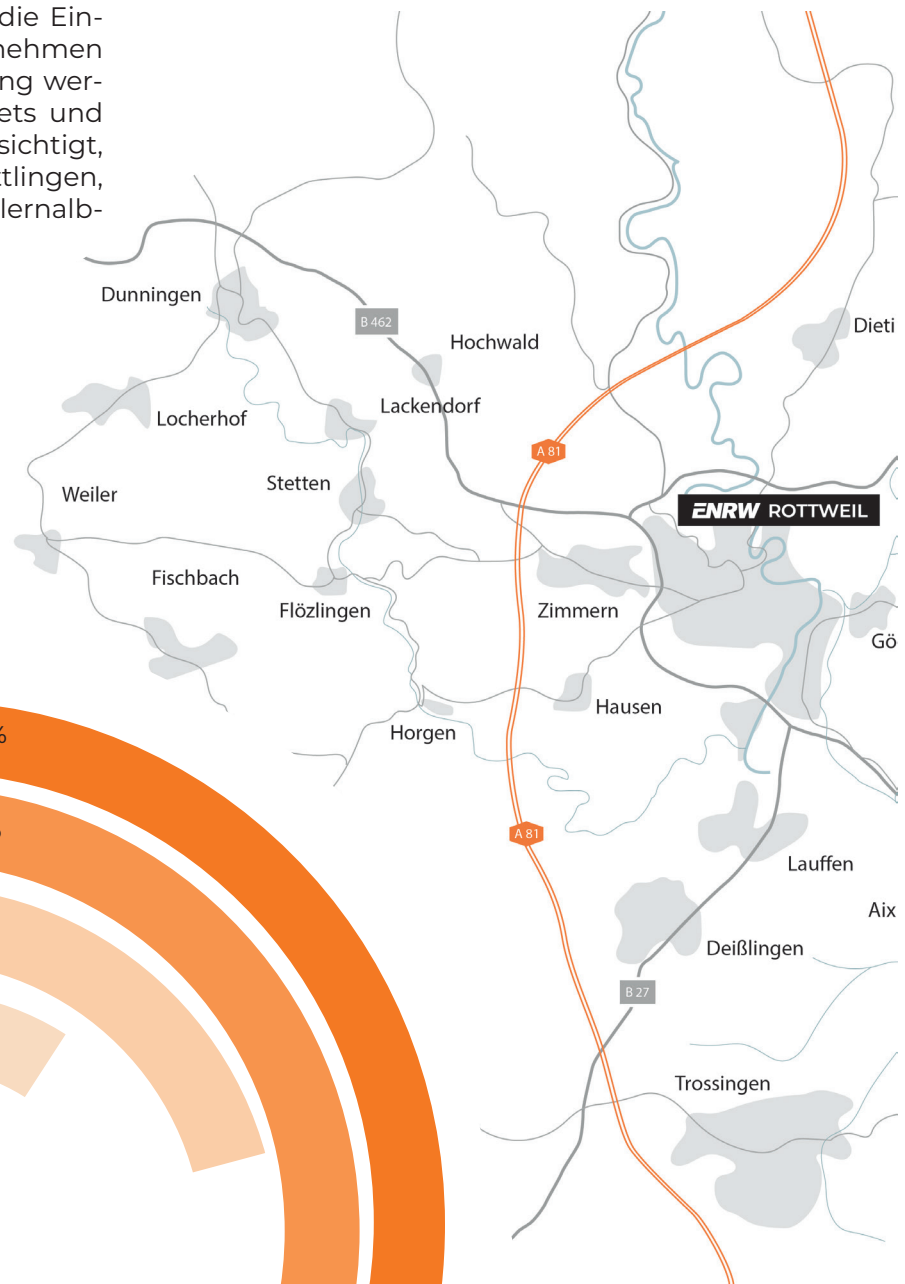 die Ein-
nehmen
ng wer-
ets und
sichtigt,
ttlingen,
lernalb-
Dunningen
B 462
Hochwald
Dieti
Locherhof
Lackendorf
A 81
Weiler
Stetten
ENRW ROTTWEIL
Fischbach
Flözlingen
Zimmern
Gö
Hausen
Horgen
%
A 81
Lauffen
Aix
Deißlingen
B 27
Trossingen